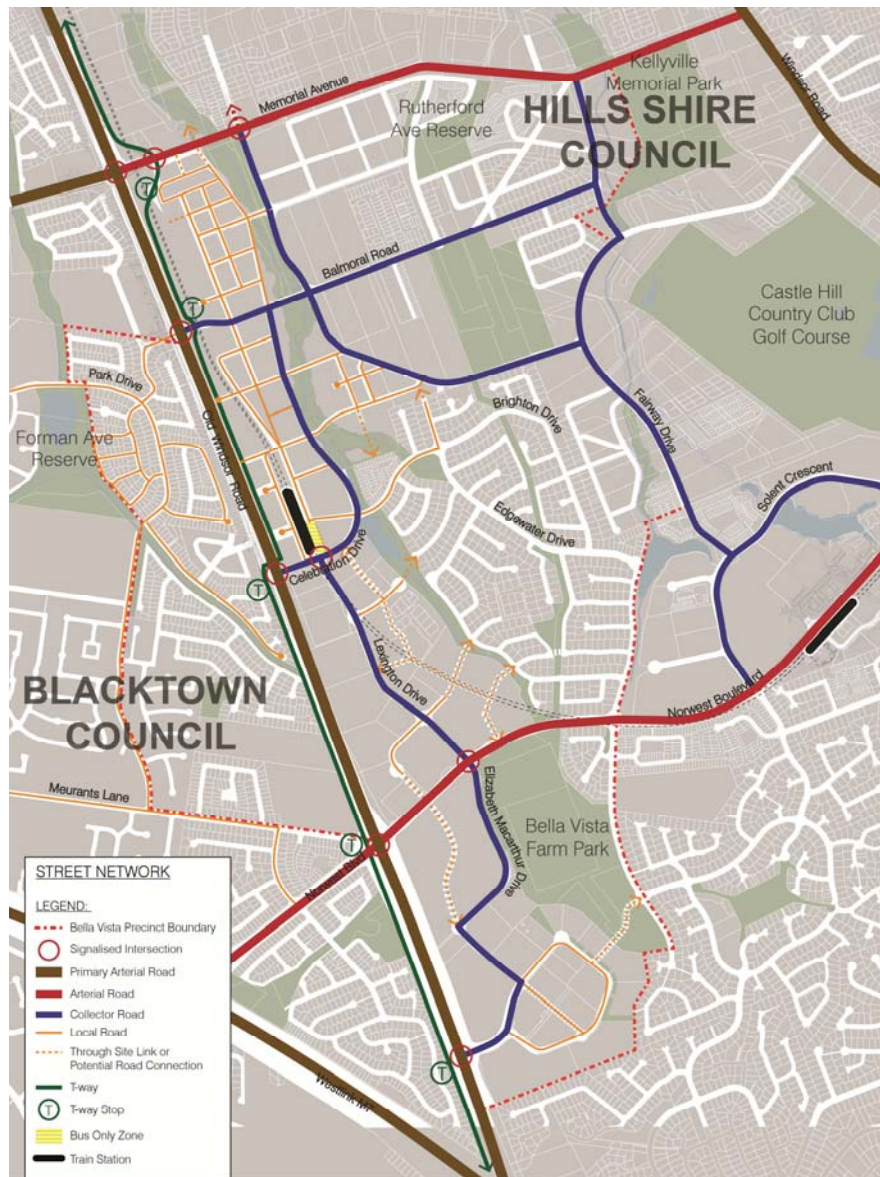 Kellyville
Memorial Park
Windsor Road
Memorial Avenue
Rutherford
Ave Reserve
HILLS SHIRE
COUNCIL
T
Balmoral Road
T
Castle Hill
Country Club
Golf Course
Park Drive
Old Windsor Road
Forman Ave
Reserve
Brighton Drive
Fairway Drive
Solent Crescent
Edgewater Drive
Celebration Drive
T
Lexington Drive
BLACKTOWN
COUNCIL
Norwest Boulevard
Meurants Lane
Elizabeth Macarthur Drive
Bella Vista
Farm Park
T
Norwest Blvd
T
Westlink M7
STREET NETWORK
LEGEND:
Bella Vista Precinct Boundary
Signalised Intersection
Primary Arterial Road
Arterial Road
Collector Road
Local Road
Through Site Link or
Potential Road Connection
T-way
T T-way Stop
Bus Only Zone
Train Station